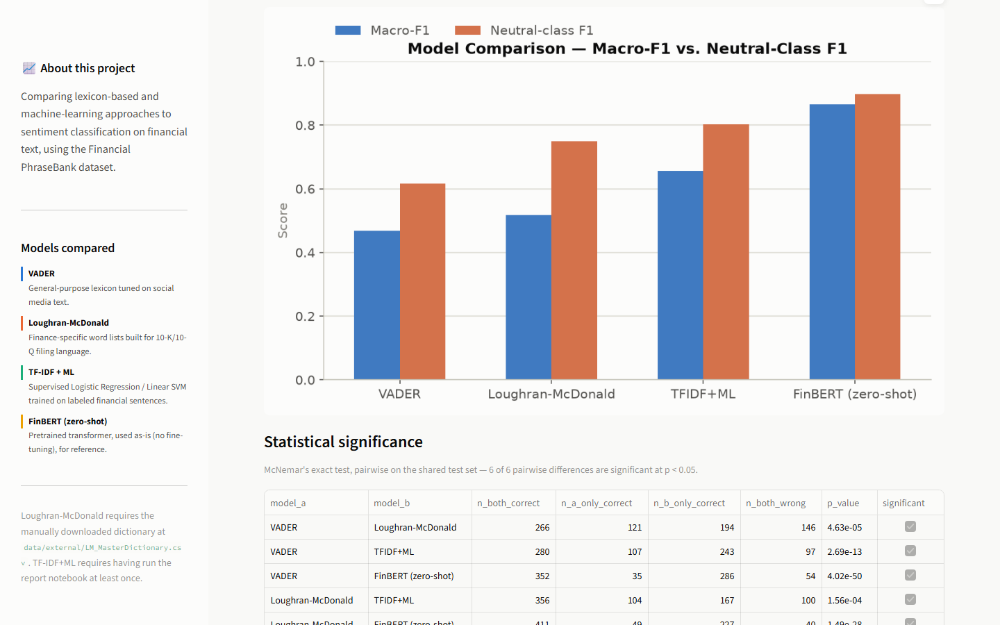 About this project
Comparing lexicon-based and
machine-learning approaches to
sentiment classification on financial
text, using the Financial
PhraseBank dataset.
Models compared
VADER
General-purpose lexicon tuned on social
media text.
Loughran-McDonald
Finance-specific word lists built for 10-K/10-
Q filing language.
TF-IDF + ML
Supervised Logistic Regression / Linear SVM
trained on labeled financial sentences.
FinBERT (zero-shot)
Pretrained transformer, used as-is (no fine-
tuning), for reference.
Loughran-McDonald requires the
manually downloaded dictionary at
data/external/LM_MasterDictionary.cs
v . TF-IDF+ML requires having run the
report notebook at least once.
Macro-F1 Neutral-class F1
Model Comparison — Macro-F1 vs. Neutral-Class F1
1.0
0.8
0.6
0.4
0.2
0.0
Score
VADER Loughran-McDonald TFIDF+ML FinBERT (zero-shot)
Statistical significance
McNemar's exact test, pairwise on the shared test set — 6 of 6 pairwise differences are significant at p < 0.05.
model_a model_b n_both_correct n_a_only_correct n_b_only_correct n_both_wrong p_value significant
VADER Loughran-McDonald 266 121 194 146 4.63e-05
VADER TFIDF+ML 280 107 243 97 2.69e-13
VADER FinBERT (zero-shot) 352 35 286 54 4.02e-50
Loughran-McDonald TFIDF+ML 356 104 167 100 1.56e-04
Loughran-McDonald FinBERT (zero-shot) 411 49 227 40 1.49e-28